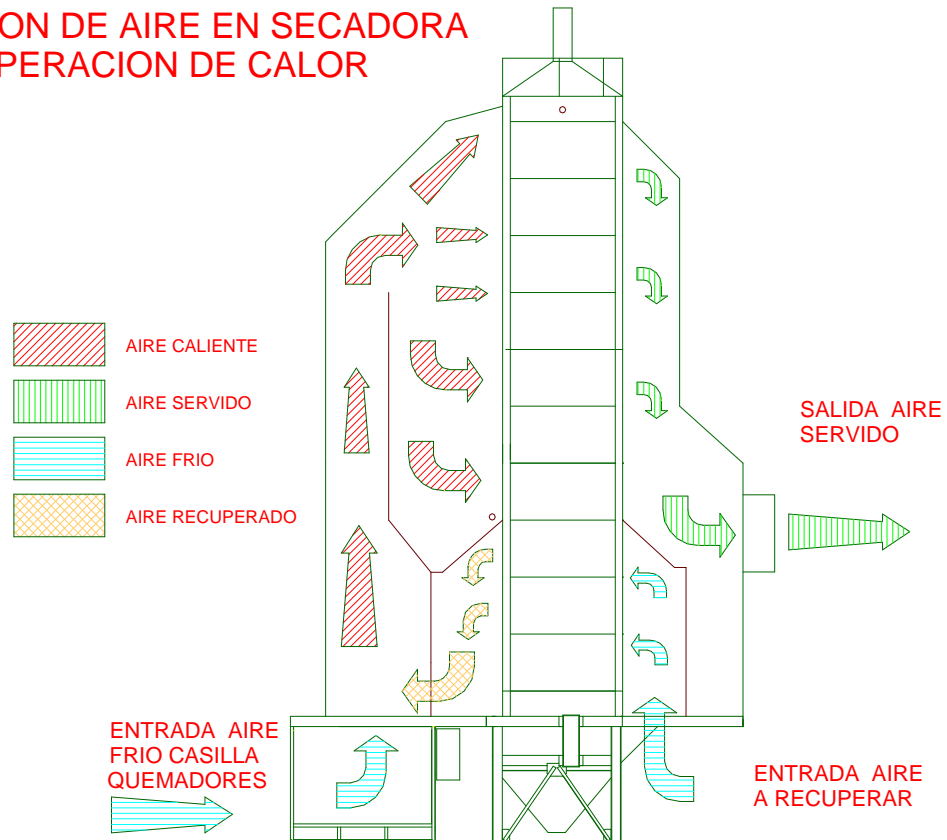 ON DE AIRE EN SECADORA
PERACION DE CALOR
AIRE CALIENTE
AIRE SERVIDO
AIRE FRIO
AIRE RECUPERADO
SALIDA AIRE
SERVIDO
ENTRADA AIRE
FRIO CASILLA
QUEMADORES
ENTRADA AIRE
A RECUPERAR